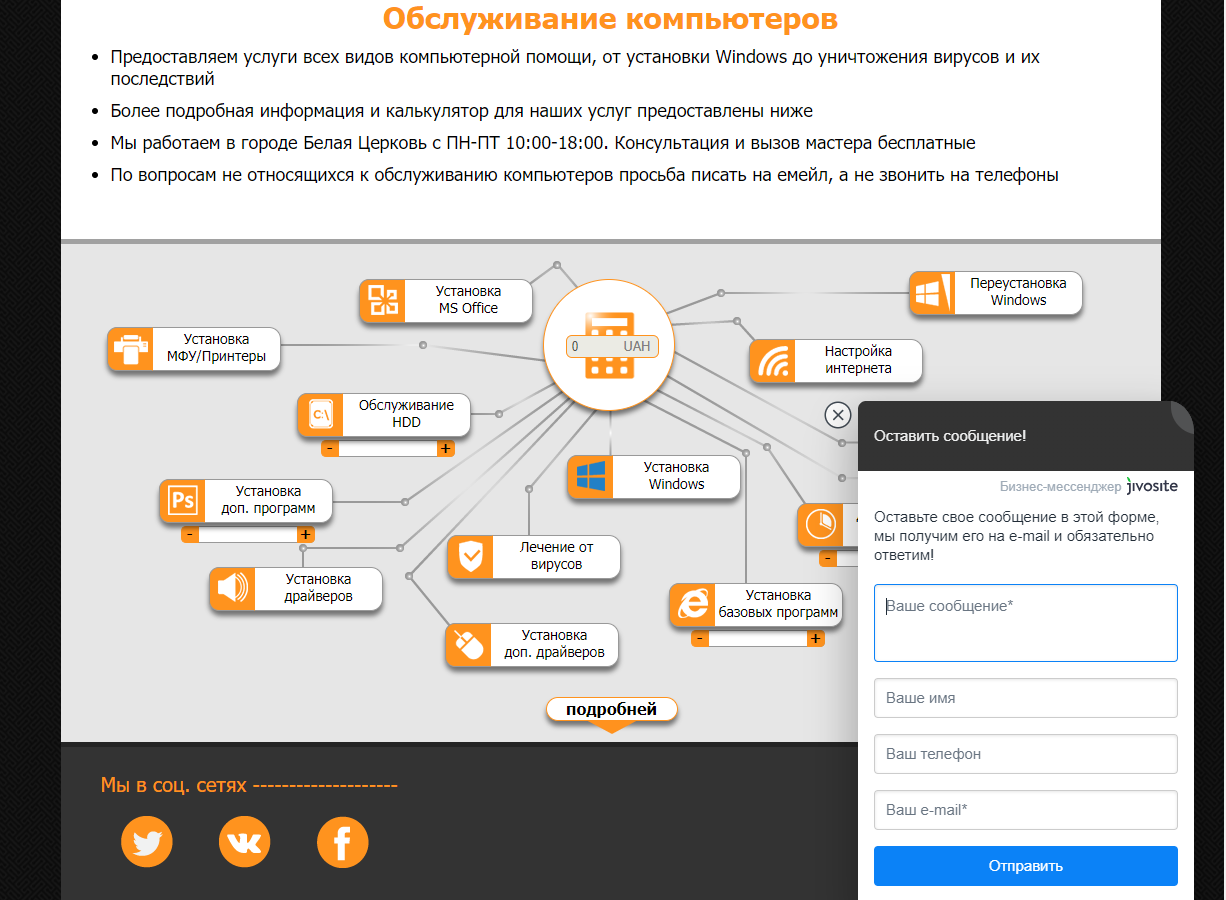 Обслуживание компьютеров
• Предоставляем услуги всех видов компьютерной помощи, от установки Windows до уничтожения вирусов и их
последствий
• Более подробная информация и калькулятор для наших услуг предоставлены ниже
• Мы работаем в городе Белая Церковь с ПН-ПТ 10:00-18:00. Консультация и вызов мастера бесплатные
• По вопросам не относящихся к обслуживанию компьютеров просьба писать на емейл, а не звонить на телефоны
Установка
MS Office
Переустановка
Windows
Установка
МФУ/Принтеры
0 UAH
Настройка
интернета
C:\
Обслуживание
HDD
- +
Установка
Windows
Ps
Установка
доп. программ
- +
Лечение от
вирусов
-
Установка
драйверов
Установка
базовых программ
- +
Установка
доп. драйверов
подробней
Мы в соц. сетях --------------------
Оставить сообщение!
Бизнес-мессенджер jivosite
Оставьте свое сообщение в этой форме,
мы получим его на e-mail и обязательно
ответим!
Ваше сообщение*
Ваше имя
Ваш телефон
Ваш e-mail*
Отправить